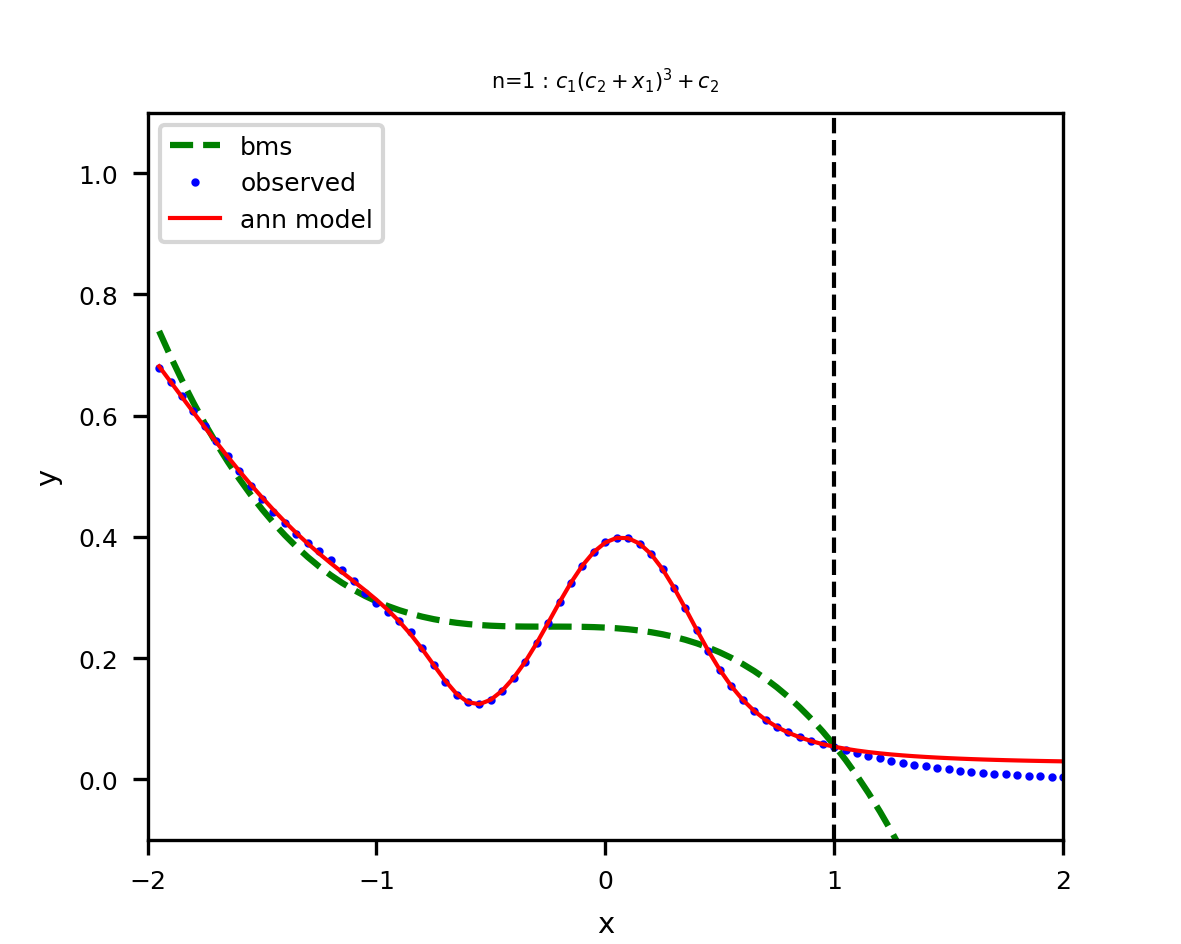 n=1 : $c_1(c_2 + x_1)^3 + c_2$
bms
observed
ann model
1.0
0.8
0.6
0.4
0.2
0.0
y
−2
−1
0
1
2
x